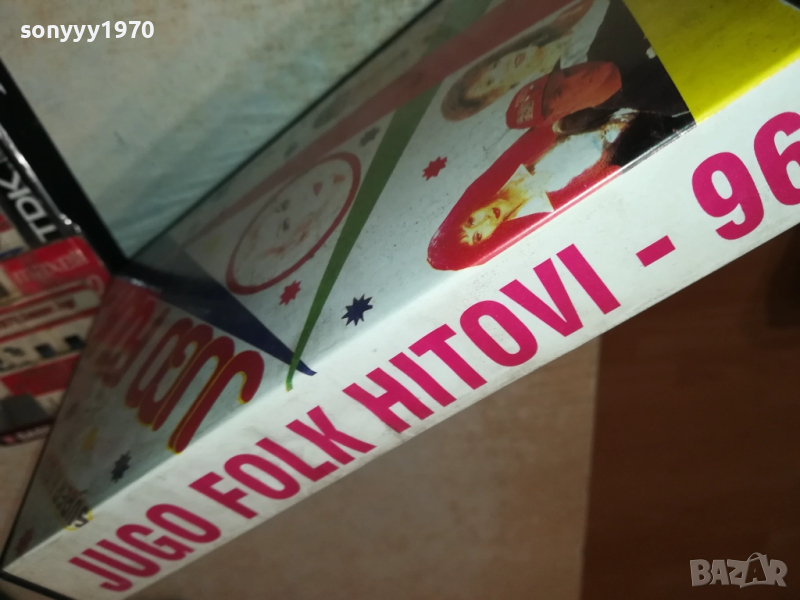 sonyyy1970
TDK
JUGO FOLK HITOVI - 96
BAZAR